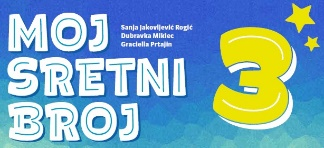 MOJ
SRETNI
BROJ
Sanja Jakovljević Rogić
Dubravka Miklec
Graciella Prtajin
3